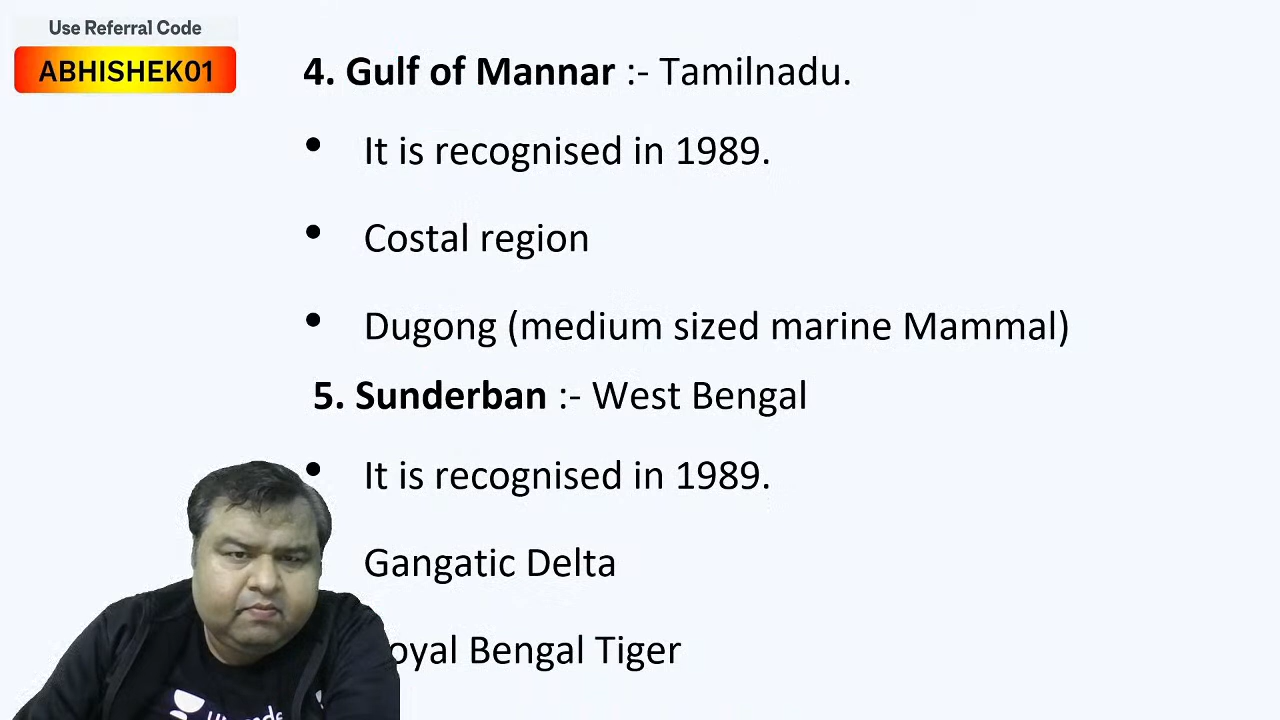 Use Referral Code
ABHISHEK01
4. Gulf of Mannar :- Tamilnadu.
• It is recognised in 1989.
• Costal region
• Dugong (medium sized marine Mammal)
5. Sunderban :- West Bengal
• It is recognised in 1989.
Gangatic Delta
Bengal Tiger